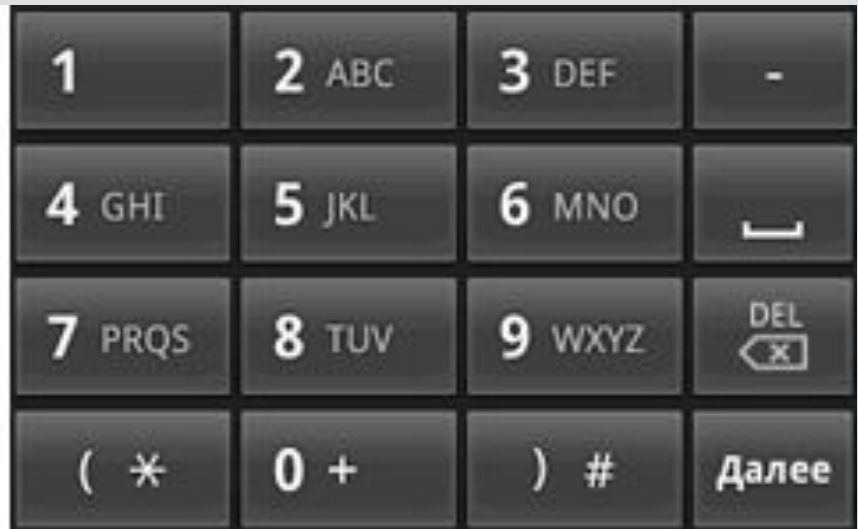 1 2 ABC 3 DEF -
4 GHI 5 JKL 6 MNO
7 PRQS 8 TUV 9 WXYZ DEL
( * 0 + ) # Далее